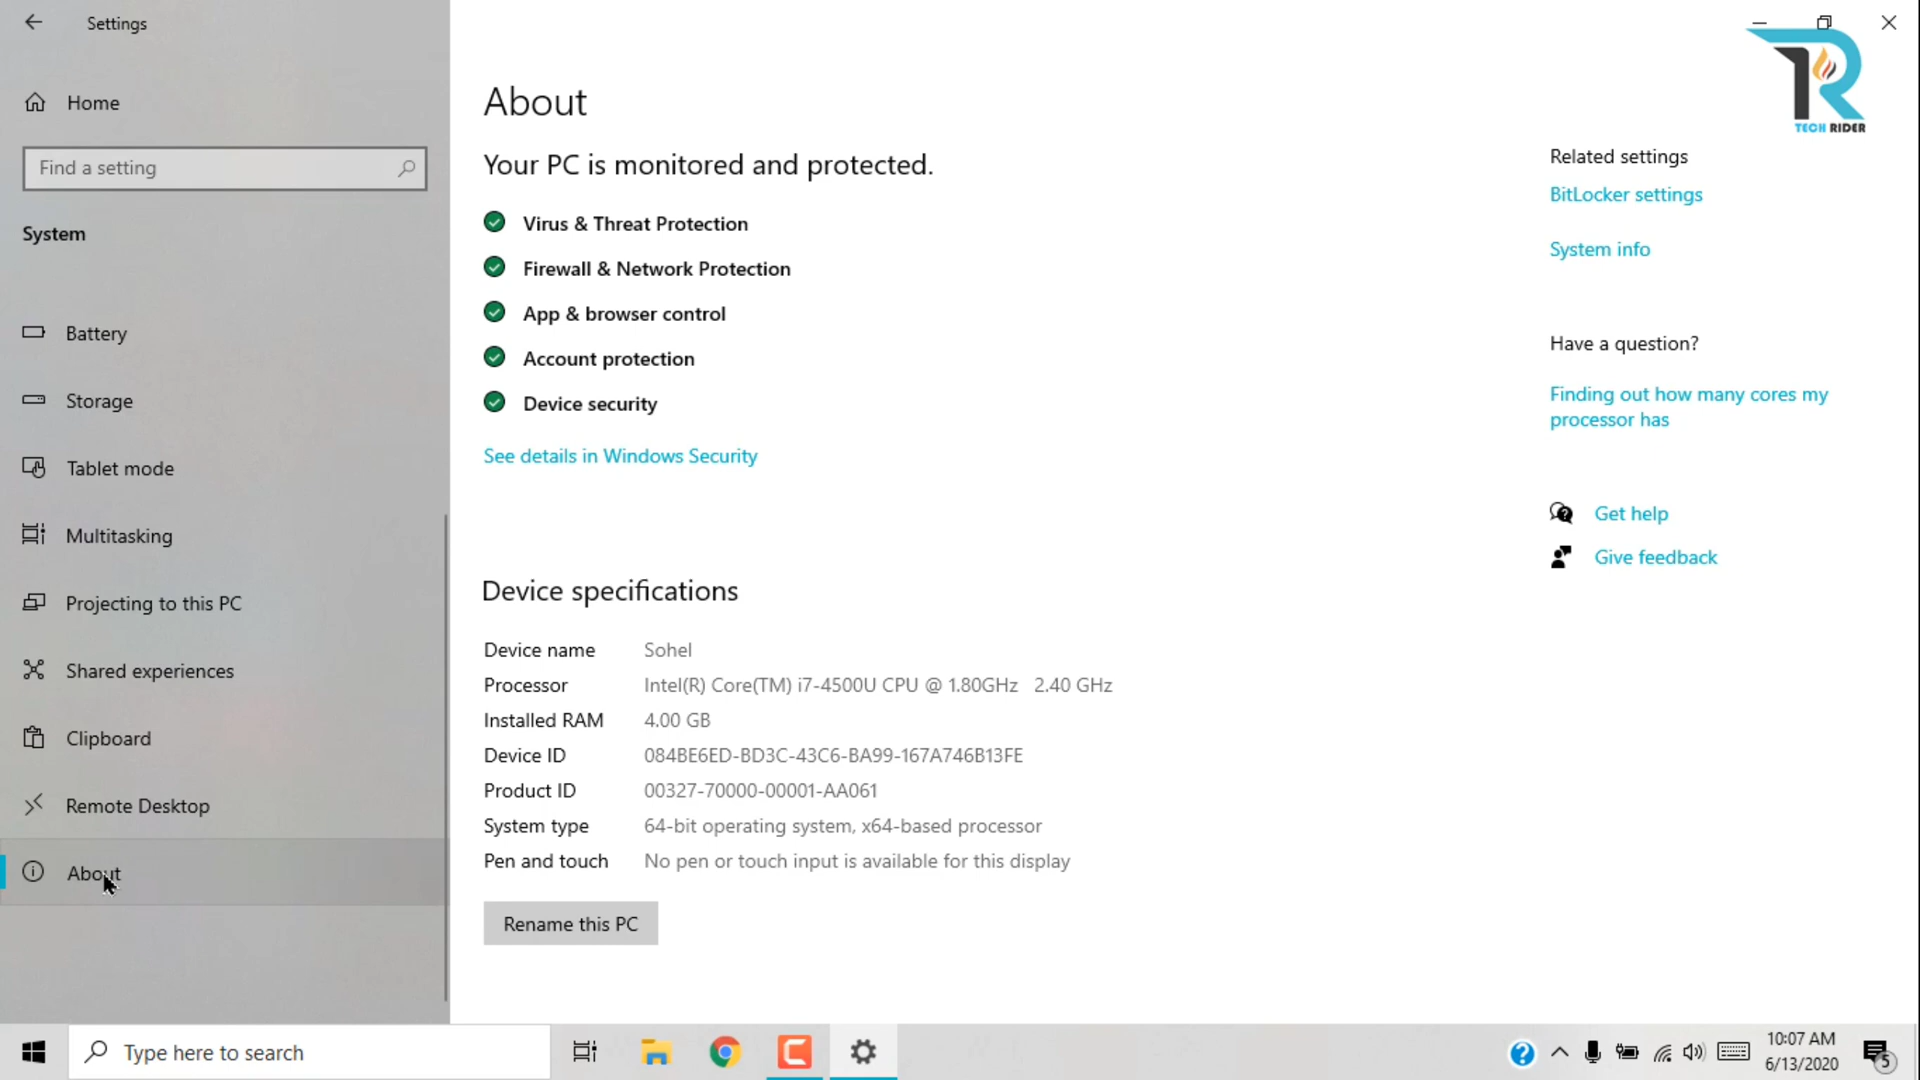 Settings
Home
Find a setting
System
Battery
Storage
Tablet mode
Multitasking
Projecting to this PC
Shared experiences
Clipboard
Remote Desktop
About
About
Your PC is monitored and protected.
Virus & Threat Protection
Firewall & Network Protection
App & browser control
Account protection
Device security
See details in Windows Security
Device specifications
Device name Sohel
Processor Intel(R) Core(TM) i7-4500U CPU @ 1.80GHz 2.40 GHz
Installed RAM 4.00 GB
Device ID 084BE6ED-BD3C-43C6-BA99-167A746B13FE
Product ID 00327-70000-00001-AA061
System type 64-bit operating system, x64-based processor
Pen and touch No pen or touch input is available for this display
Rename this PC
TECH RIDER
Related settings
BitLocker settings
System info
Have a question?
Finding out how many cores my
processor has
Get help
Give feedback
Type here to search
10:07 AM
6/13/2020
5